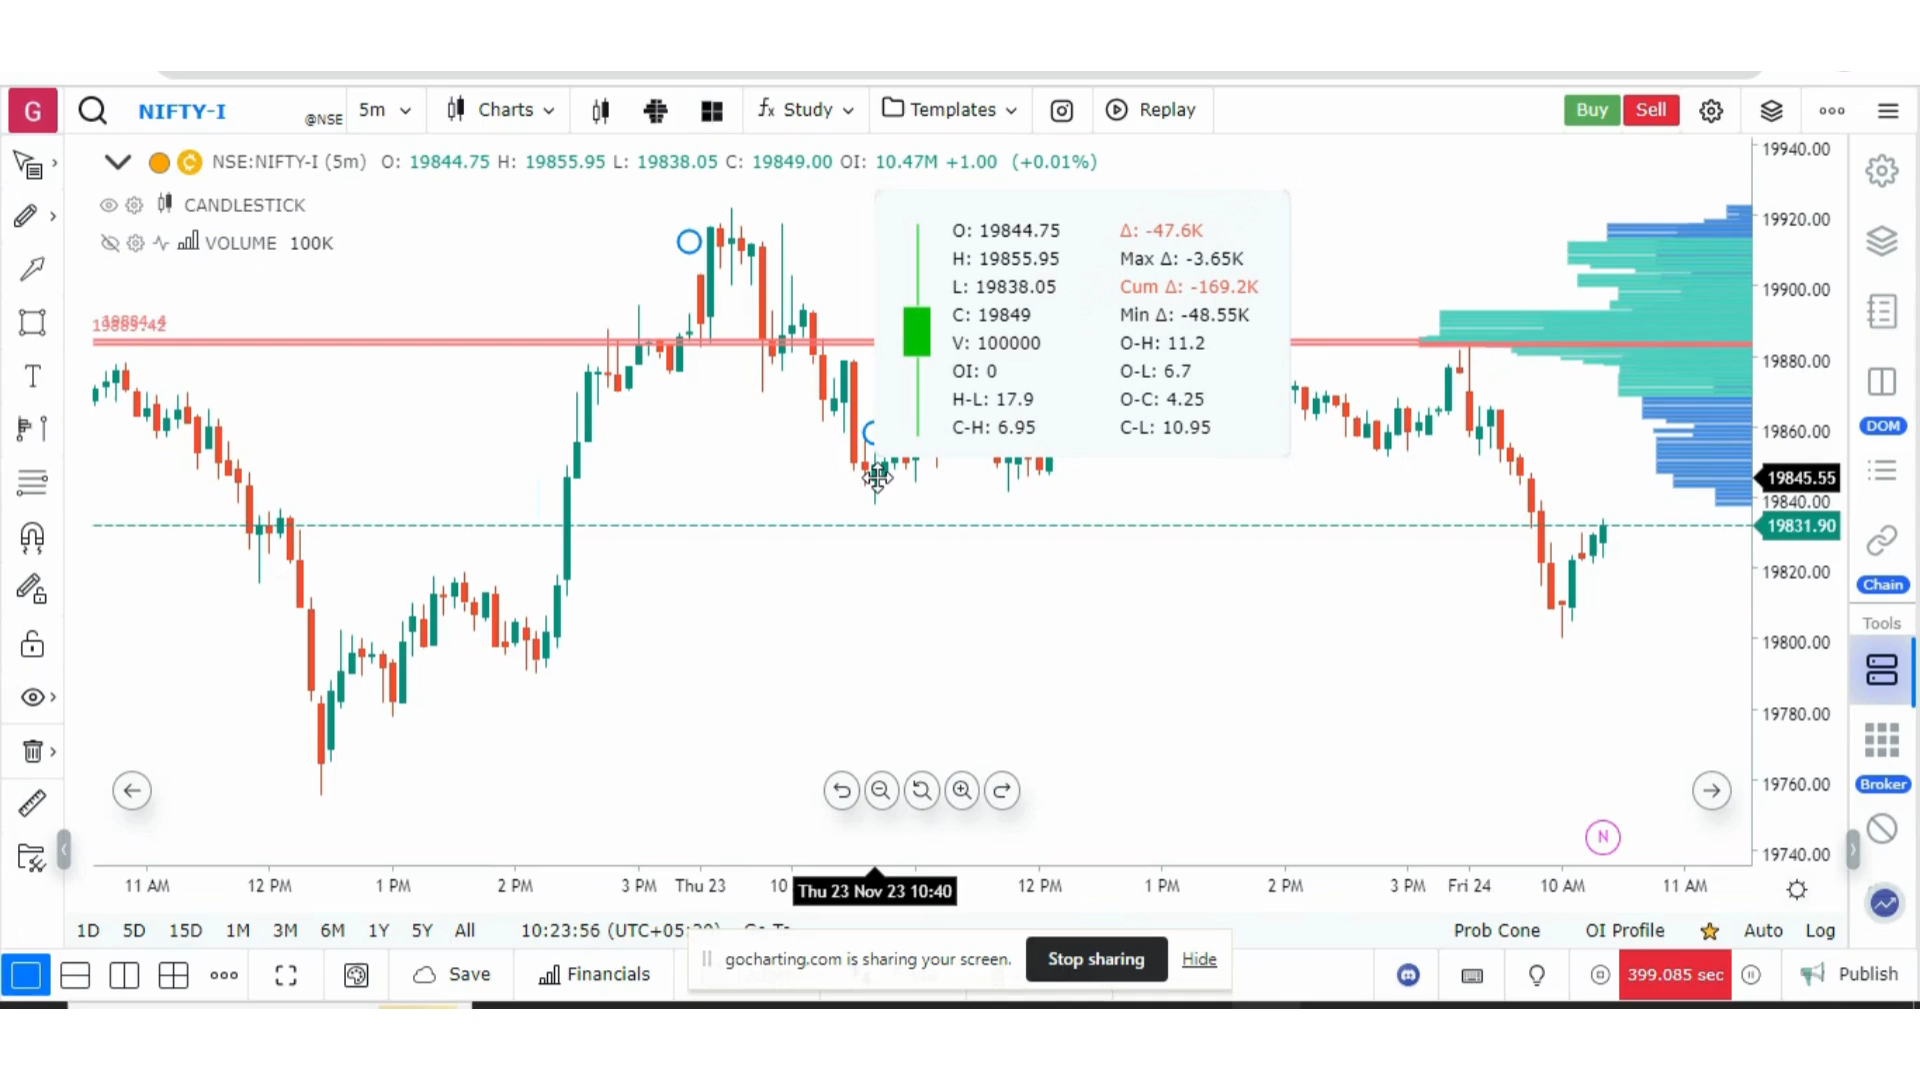 G NIFTY-I @NSE 5m Charts fx Study Templates Replay Buy Sell
NSE:NIFTY-I (5m) O: 19844.75 H: 19855.95 L: 19838.05 C: 19849.00 OI: 10.47M +1.00 (+0.01%)
CANDLESTICK
VOLUME 100K
O: 19844.75 Δ: -47.6K
H: 19855.95 Max Δ: -3.65K
L: 19838.05 Cum Δ: -169.2K
C: 19849 Min Δ: -48.55K
V: 100000 O-H: 11.2
OI: 0 O-L: 6.7
H-L: 17.9 O-C: 4.25
C-H: 6.95 C-L: 10.95
19940.00
19920.00
19900.00
19880.00
19860.00
19845.55
19840.00
19831.90
19820.00
19800.00
19780.00
19760.00
19740.00
DOM
Chain
Tools
Broker
T
N
11 AM 12 PM 1 PM 2 PM 3 PM Thu 23 10 Thu 23 Nov 23 10:40 12 PM 1 PM 2 PM 3 PM Fri 24 10 AM 11 AM
1D 5D 15D 1M 3M 6M 1Y 5Y All 10:23:56 (UTC+05: Prob Cone OI Profile Auto Log
gocharting.com is sharing your screen. Stop sharing Hide
Save Financials 399.085 sec Publish